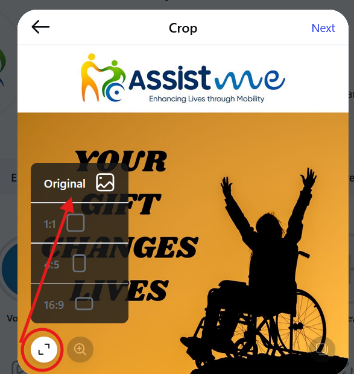 Crop
Next
ASSISTme
Enhancing Lives through Mobility
YOUR
GIFT
CHANGES
LIVES
Original
1:1
4:5
16:9